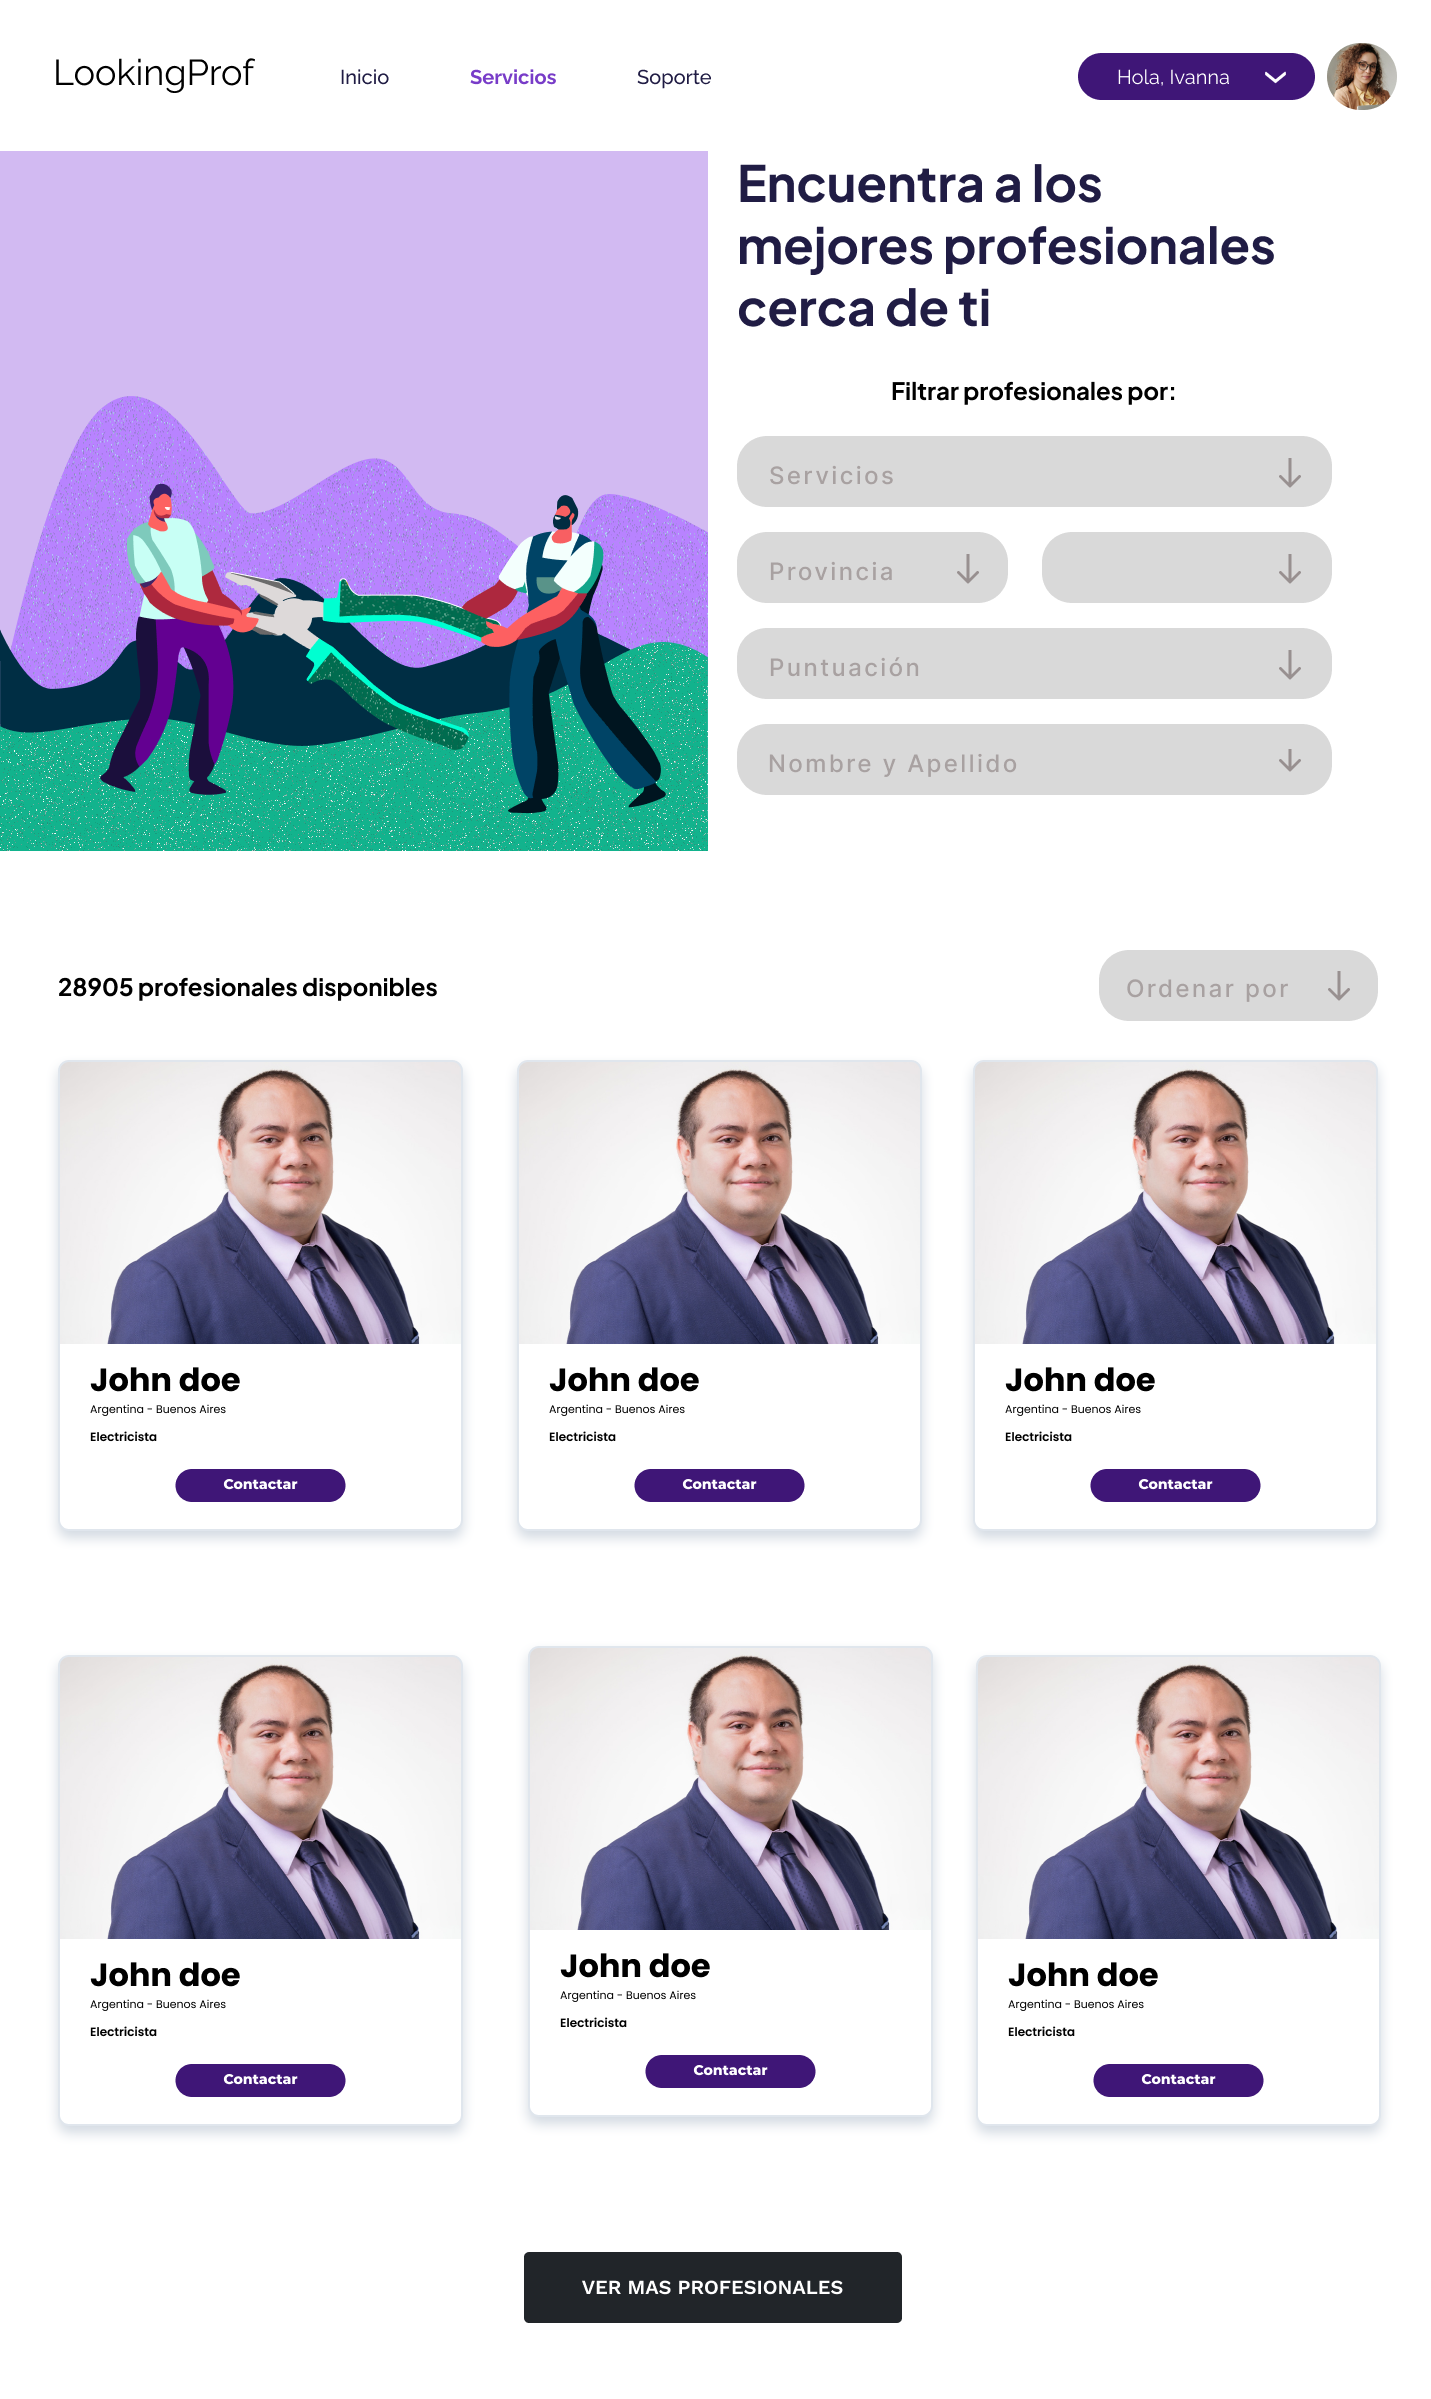 LookingProf
Inicio
Servicios
Soporte
Hola, Ivanna
Encuentra a los
mejores profesionales
cerca de ti
Filtrar profesionales por:
Servicios
Provincia
Puntuación
Nombre y Apellido
28905 profesionales disponibles
Ordenar por
John doe
Argentina - Buenos Aires
Electricista
Contactar
John doe
Argentina - Buenos Aires
Electricista
Contactar
John doe
Argentina - Buenos Aires
Electricista
Contactar
John doe
Argentina - Buenos Aires
Electricista
Contactar
John doe
Argentina - Buenos Aires
Electricista
Contactar
John doe
Argentina - Buenos Aires
Electricista
Contactar
VER MAS PROFESIONALES